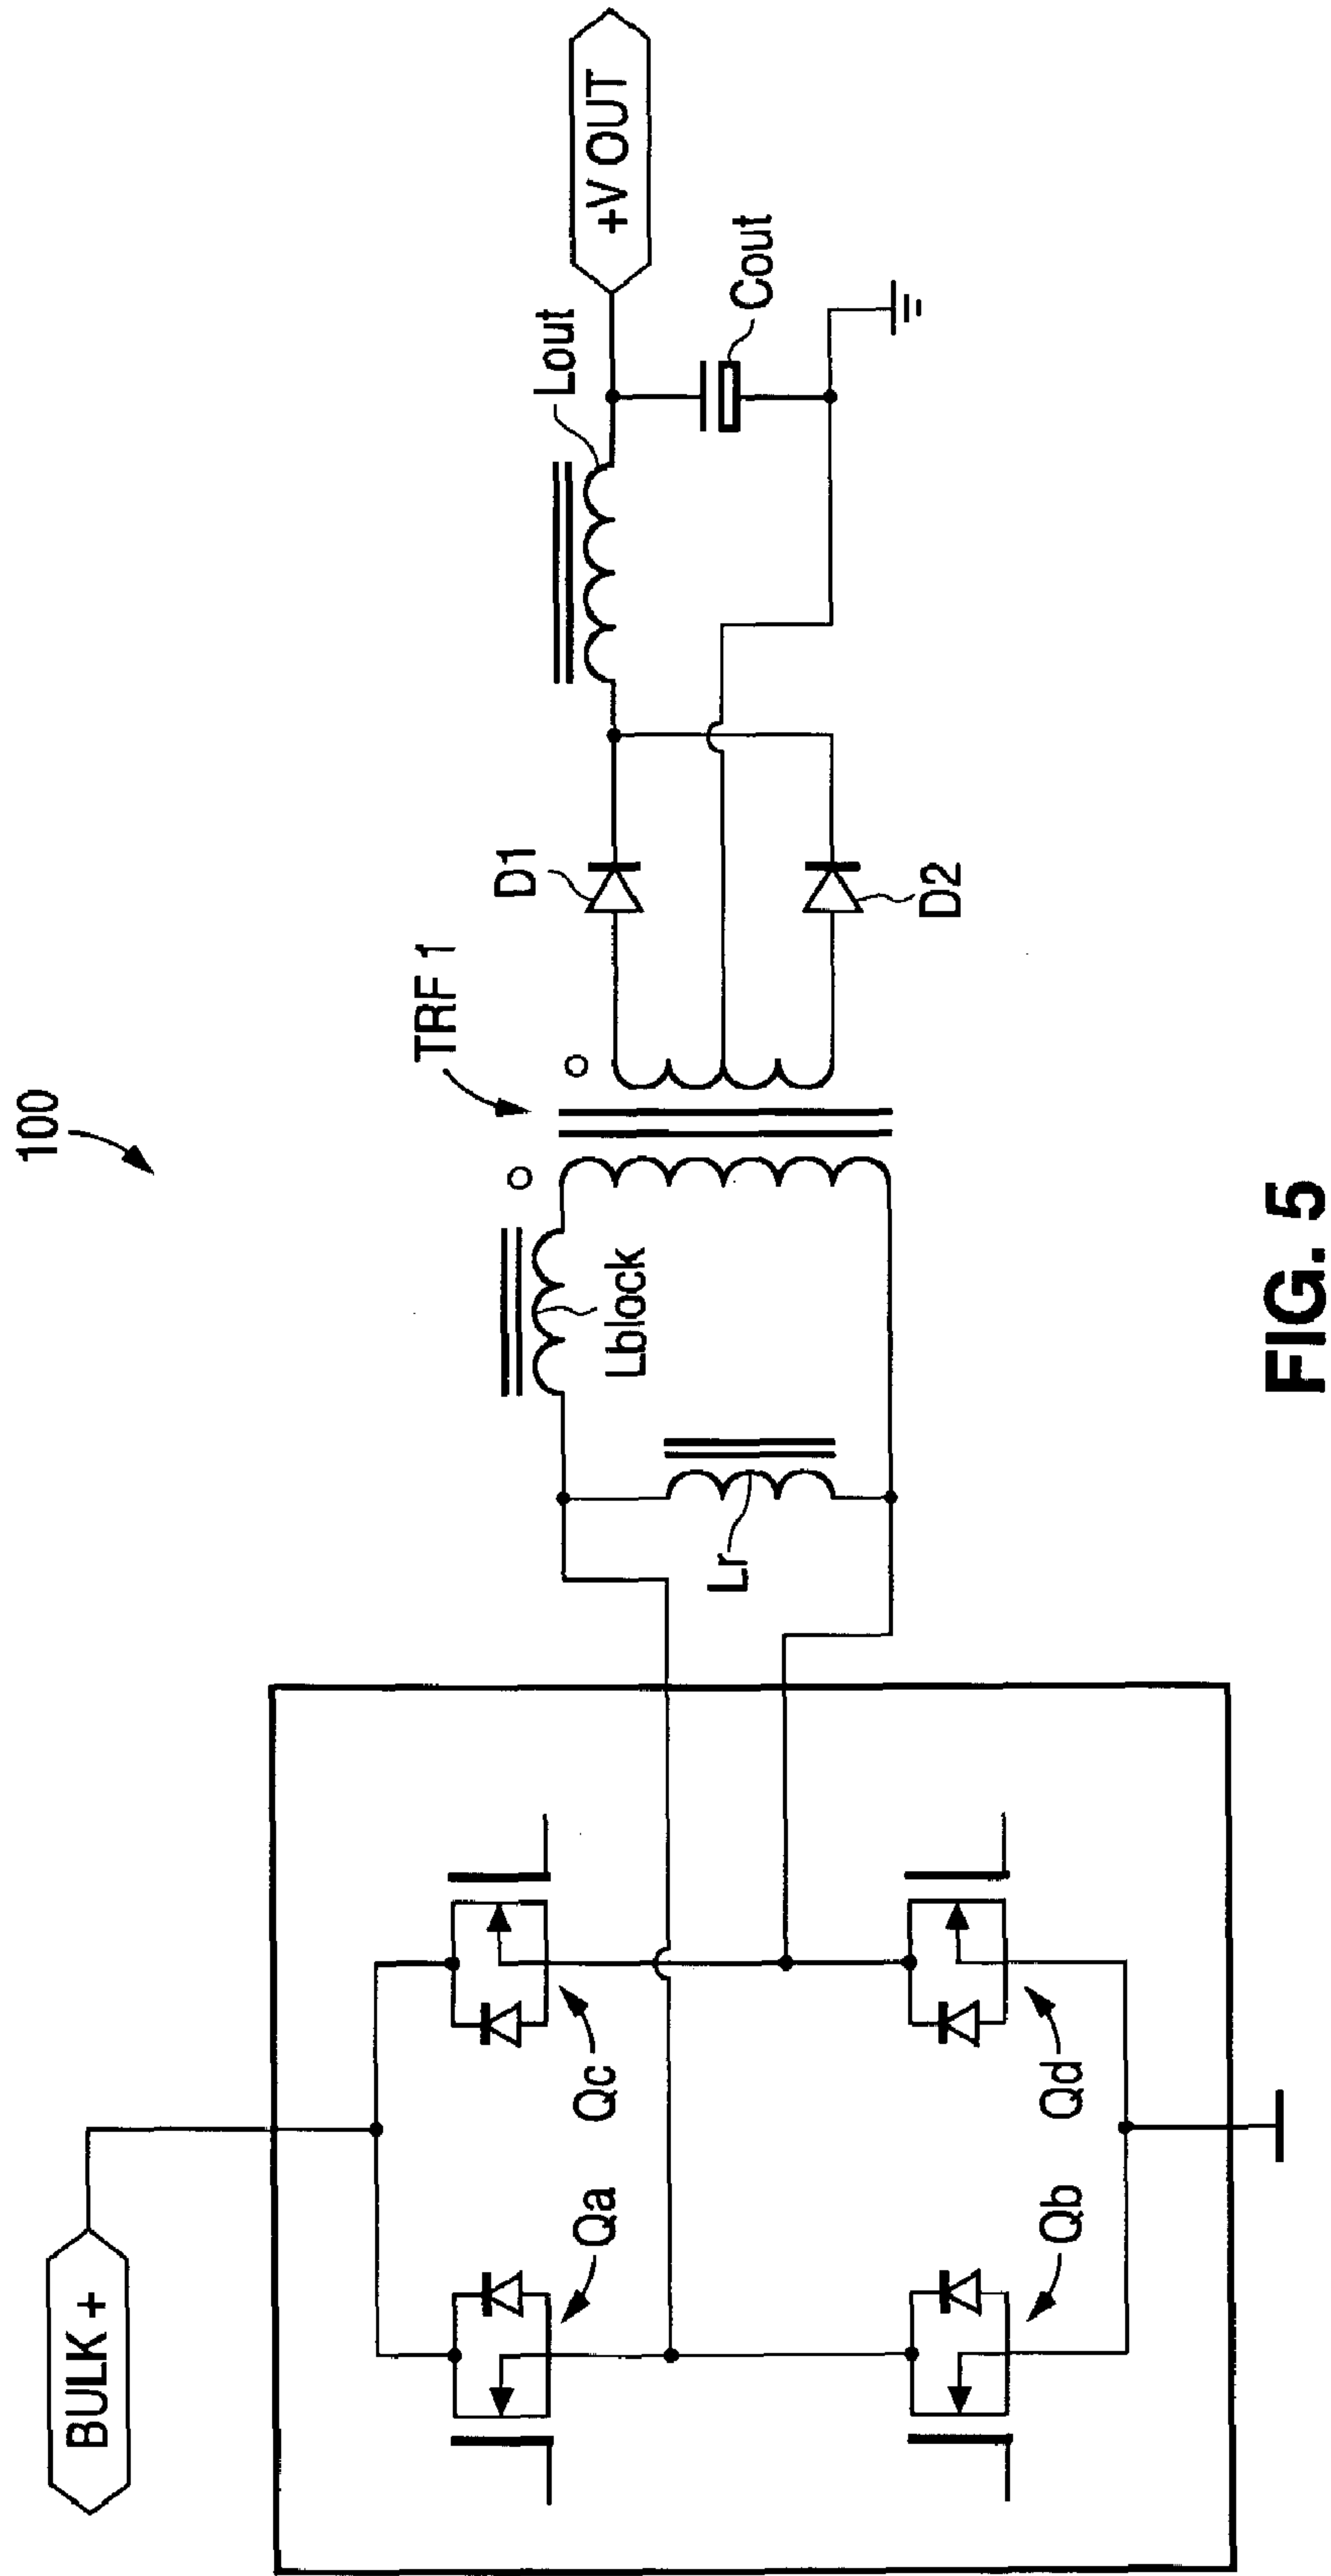 100
BULK +
Qa
Qc
Qb
Qd
Lr
Lblock
TRF 1
D1
D2
Lout
Cout
+V OUT
FIG. 5